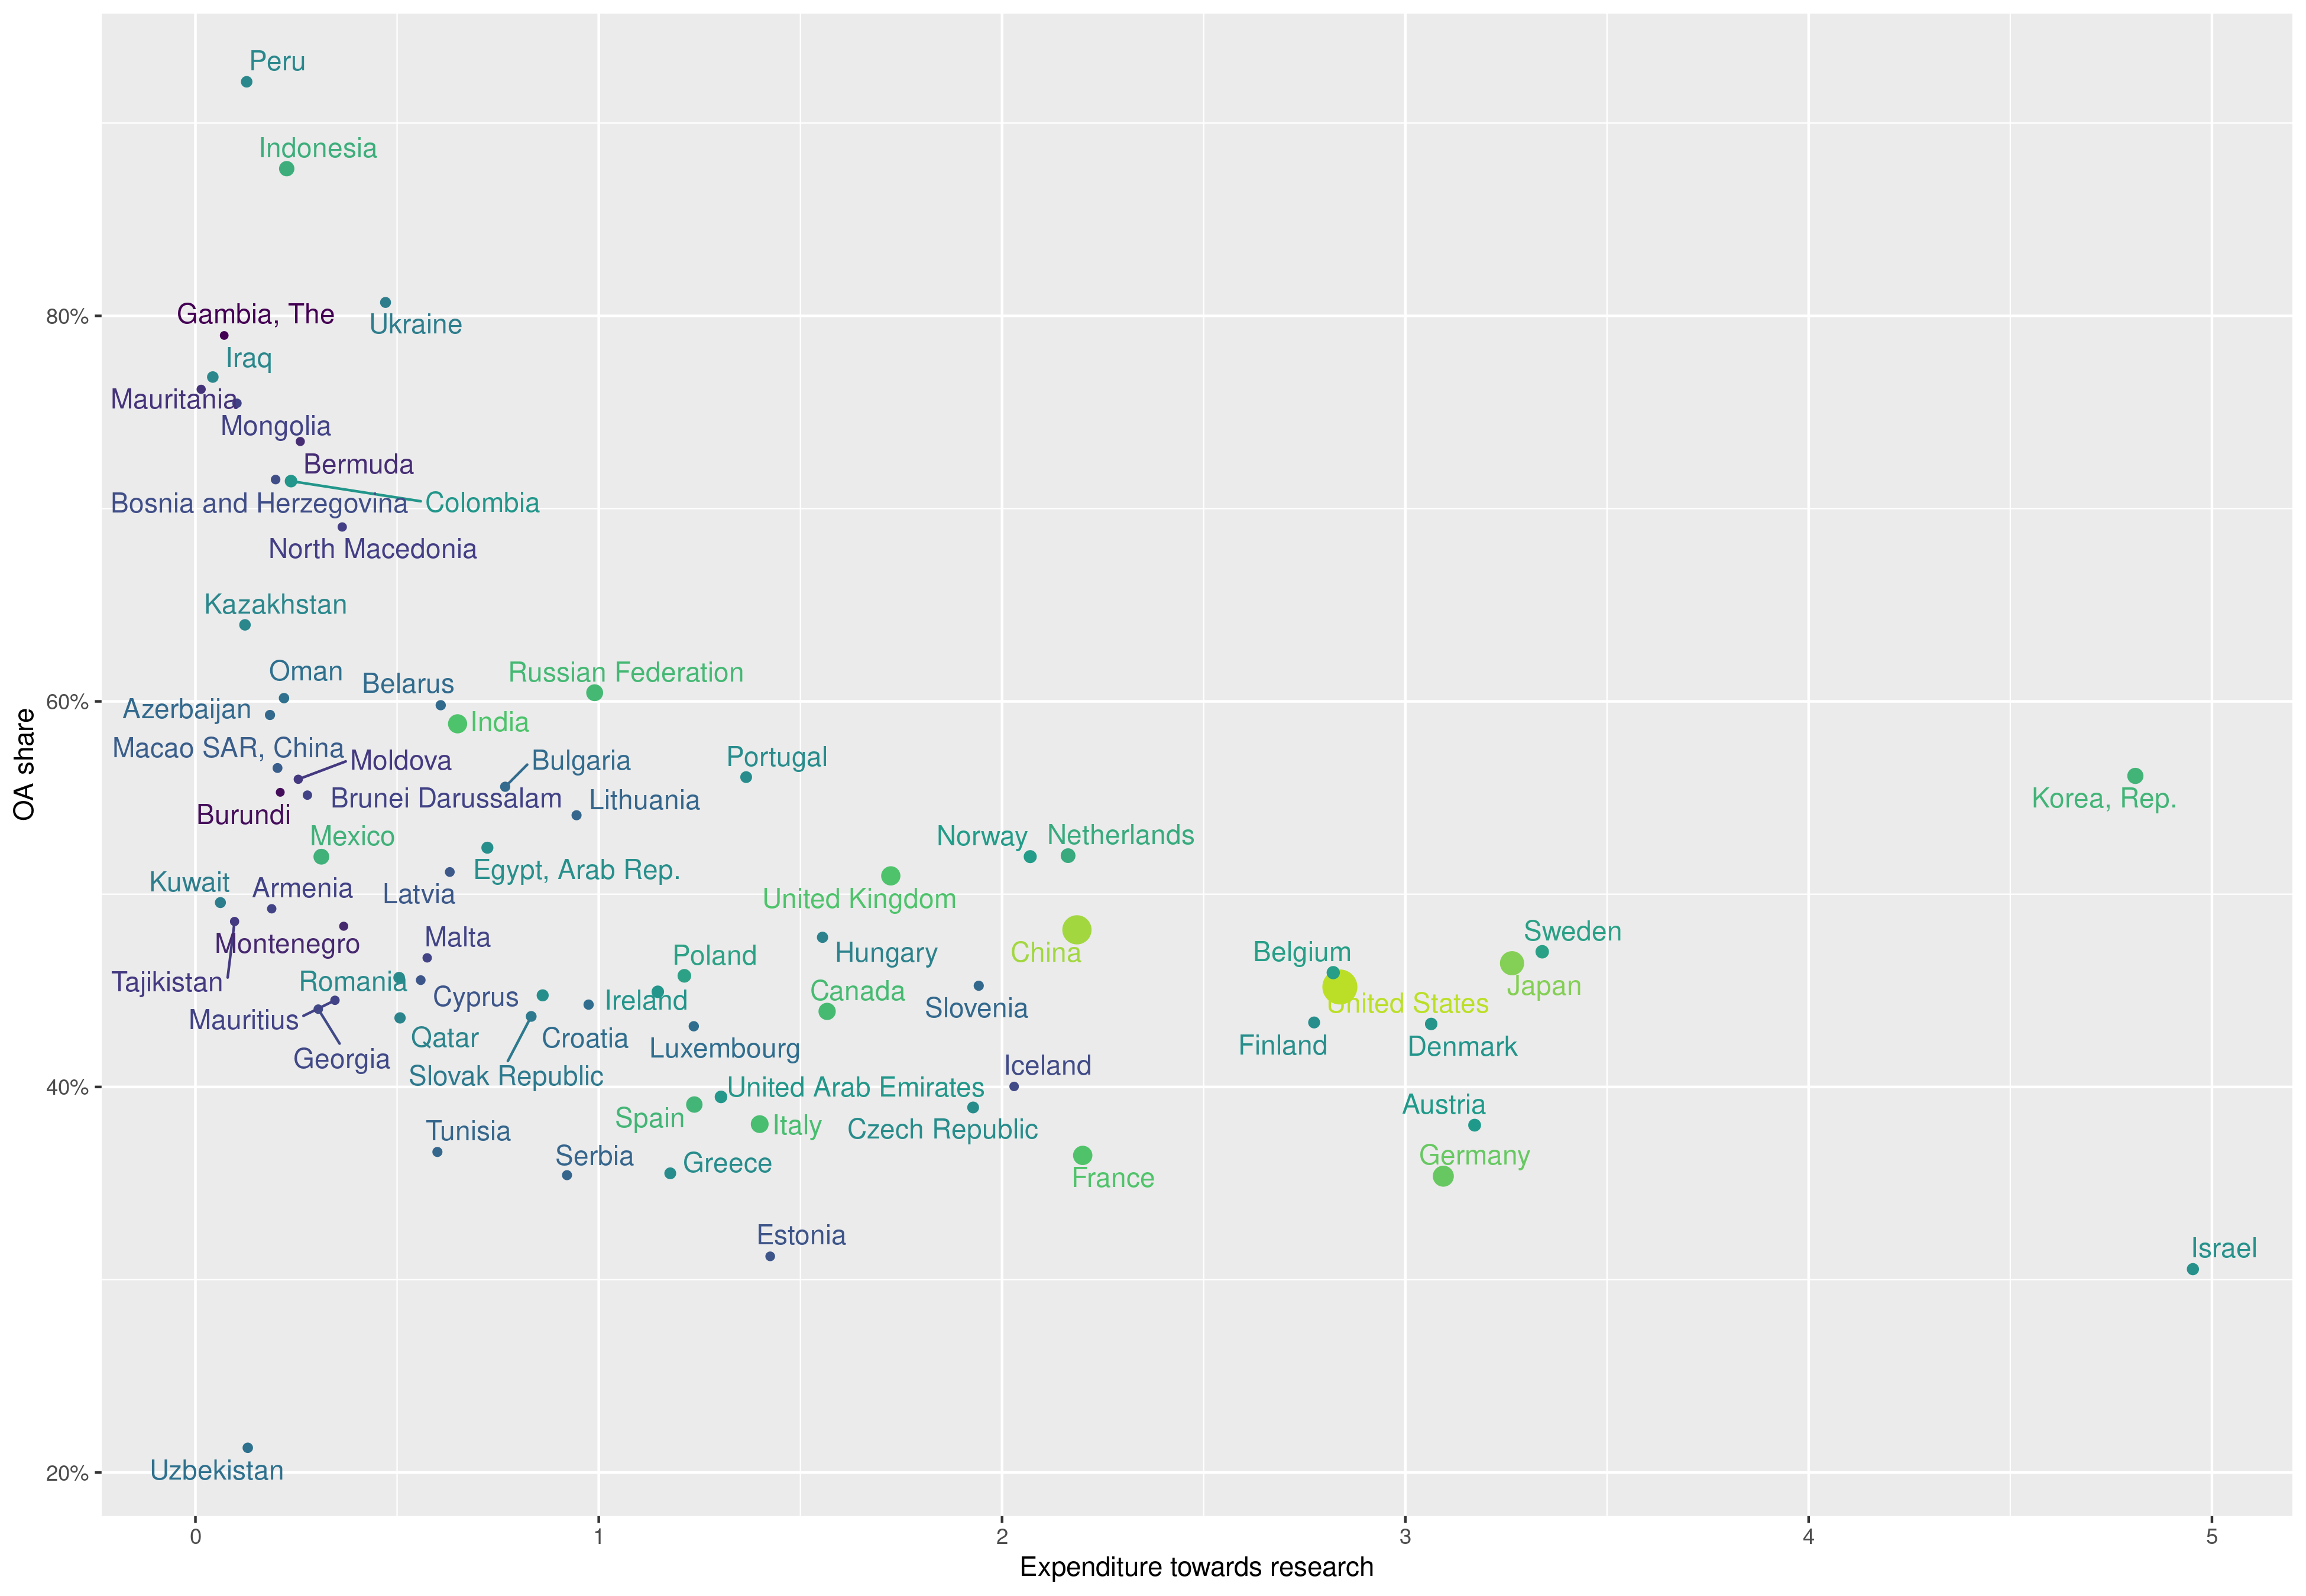 Peru
Indonesia
80%
Gambia, The
Ukraine
Iraq
Mauritania
Mongolia
Bermuda
Bosnia and Herzegovina
Colombia
North Macedonia
Kazakhstan
Oman
Belarus
Russian Federation
60%
Azerbaijan
India
Macao SAR, China
Moldova
Bulgaria
Portugal
Burundi
Brunei Darussalam
Lithuania
Korea, Rep.
Mexico
Norway
Netherlands
Egypt, Arab Rep.
Kuwait
Armenia
Latvia
United Kingdom
Montenegro
Malta
Poland
Hungary
China
Belgium
Sweden
Tajikistan
Romania
Cyprus
Ireland
Canada
Slovenia
United States
Japan
Mauritius
Georgia
Qatar
Croatia
Luxembourg
Finland
Denmark
Slovak Republic
Iceland
40%
United Arab Emirates
Spain
Italy
Czech Republic
Austria
Tunisia
Serbia
Greece
France
Germany
Estonia
Israel
Uzbekistan
20%
OA share
0
1
2
3
4
5
Expenditure towards research